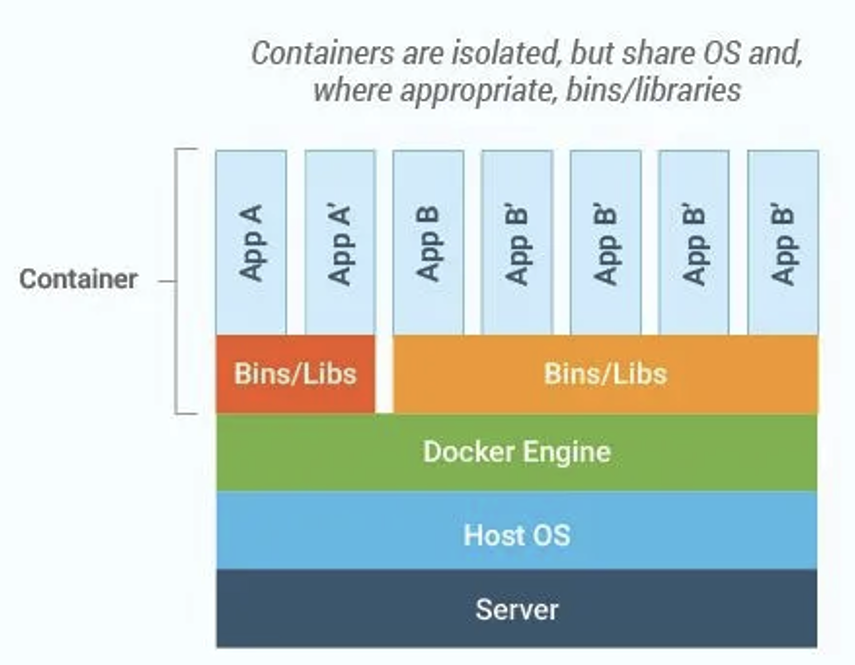 Containers are isolated, but share OS and,
where appropriate, bins/libraries
App A
App A'
App B
App B'
App B'
App B'
App B'
Container
Bins/Libs
Bins/Libs
Docker Engine
Host OS
Server